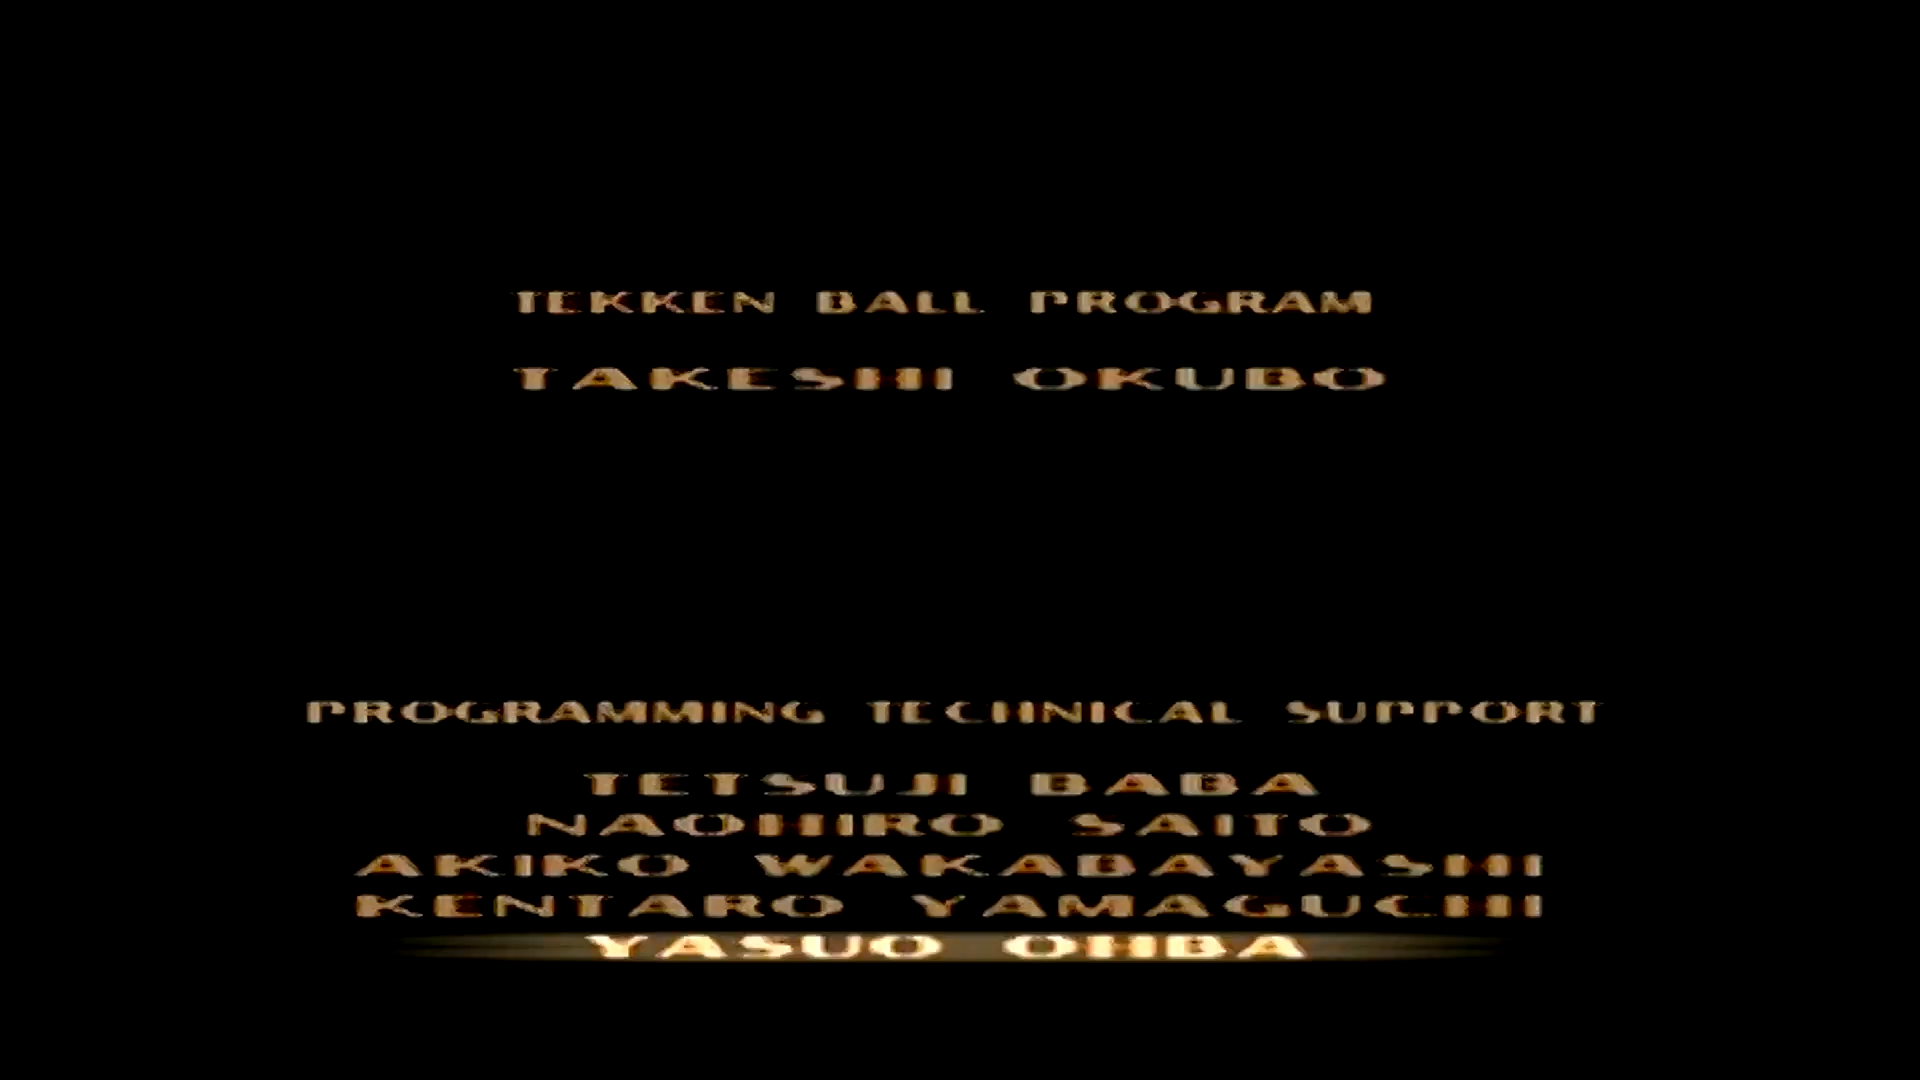 TEKKEN BALL PROGRAM
TAKESHI OKUBO
PROGRAMMING TECHNICAL SUPPORT
TETSUJI BABA
NAOHIRO SAITO
AKIKO WAKABAYASHI
KENTARO YAMAGUCHI
YASUO OHBA